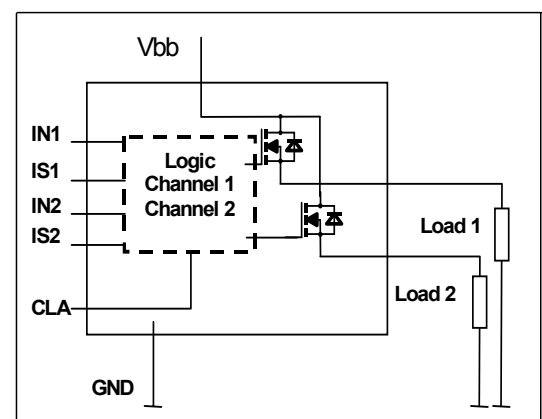 Vbb
IN1
IS1
IN2
IS2
CLA
Logic
Channel 1
Channel 2
Load 1
Load 2
GND